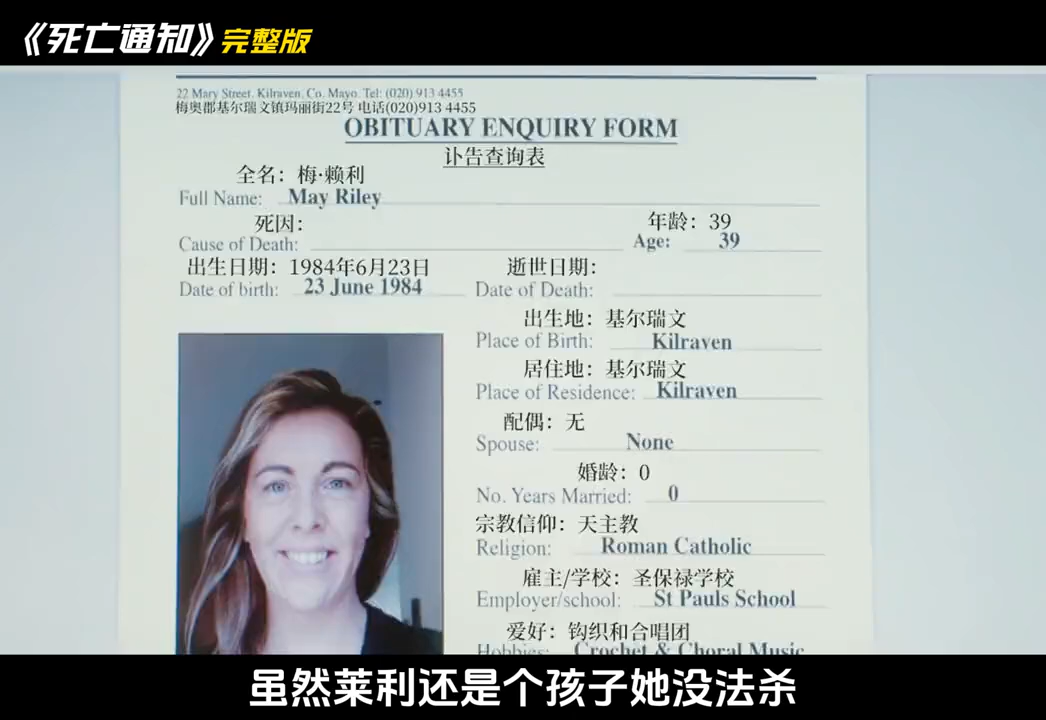 《死亡通知》完整版
22 Mary Street, Kilraven, Co. Mayo. Tel: (020) 913 4455
梅奥郡基尔瑞文镇玛丽街22号 电话(020)913 4455
OBITUARY ENQUIRY FORM
讣告查询表
全名：梅·赖利
Full Name: May Riley
死因： 年龄：39
Cause of Death: Age: 39
出生日期：1984年6月23日 逝世日期：
Date of birth: 23 June 1984 Date of Death:
出生地：基尔瑞文
Place of Birth: Kilraven
居住地：基尔瑞文
Place of Residence: Kilraven
配偶：无
Spouse: None
婚龄：0
No. Years Married: 0
宗教信仰：天主教
Religion: Roman Catholic
雇主/学校：圣保禄学校
Employer/school: St Pauls School
爱好：钩织和合唱团
Hobbies: Crochet & Choral Music
虽然莱利还是个孩子她没法杀